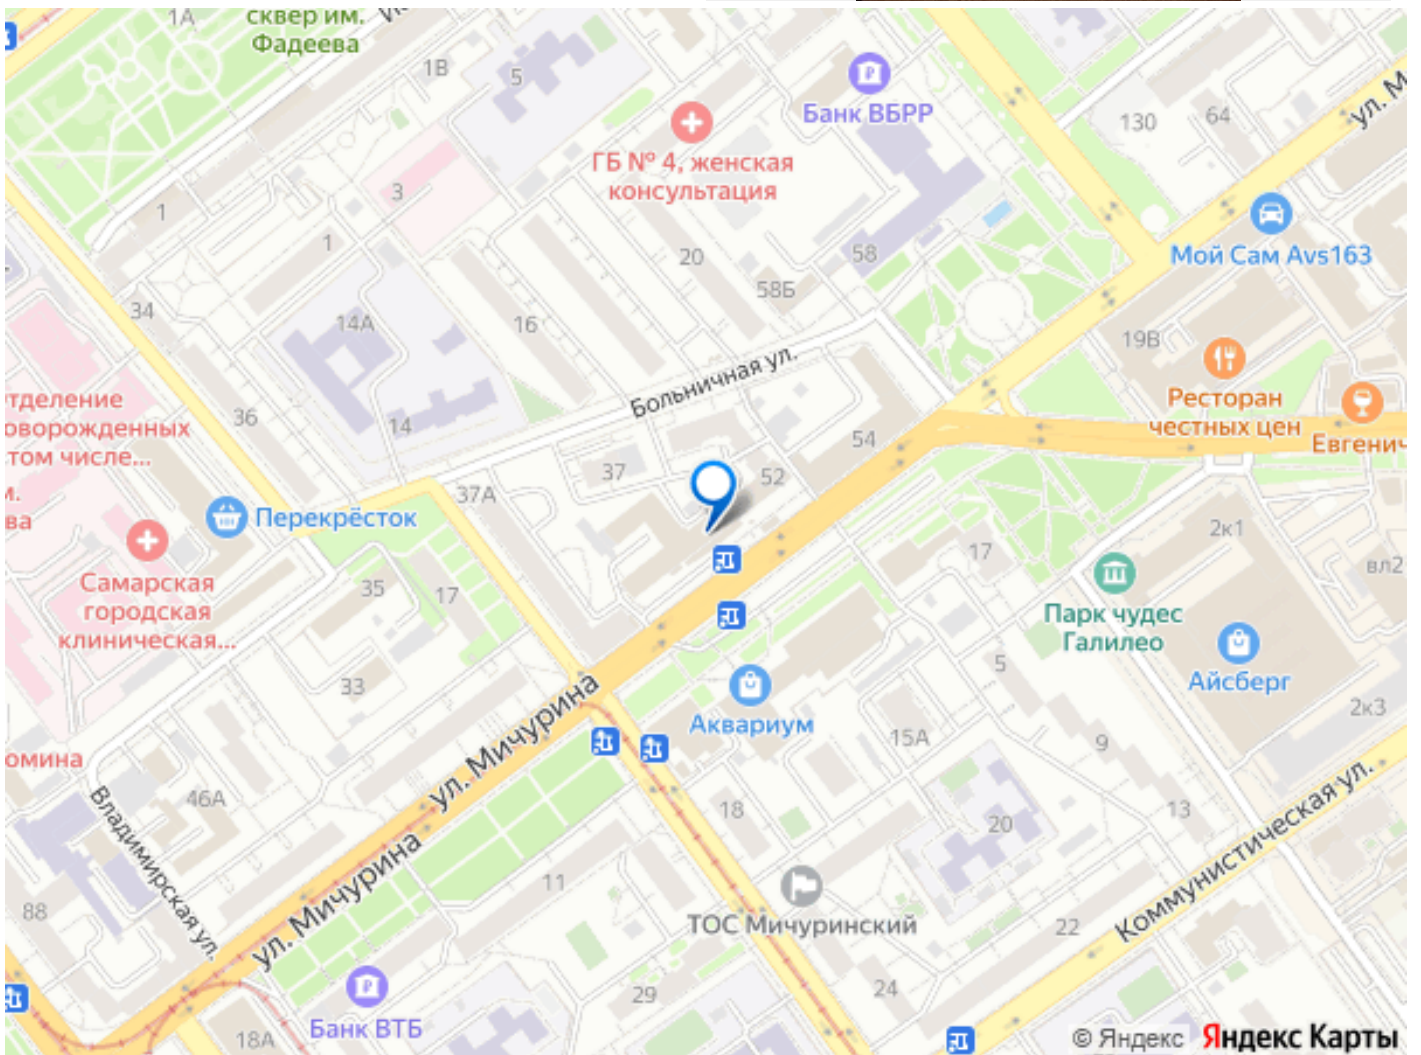 1А
сквер им.
Фадеева
1В
5
Банк ВБРР
ГБ № 4, женская
консультация
130
64
ул. М
3
1
1
20
58
58Б
Мой Сам Avs163
34
14А
16
19В
Больничная ул.
Ресторан
честных цен
Евгенич
тделение
оворожденных
том числе...
36
14
54
м.
ва
Перекрёсток
37А
37
52
2к1
17
вл2
Самарская
городская
клиническая...
35
17
Парк чудес
Галилео
Айсберг
33
5
2к3
Аквариум
15А
9
ул. Мичурина
омина
46А
Владимирская ул.
18
20
13
ул. Мичурина
Коммунистическая ул.
88
11
ТОС Мичуринский
22
Банк ВТБ
29
24
18А
© Яндекс Яндекс Карты